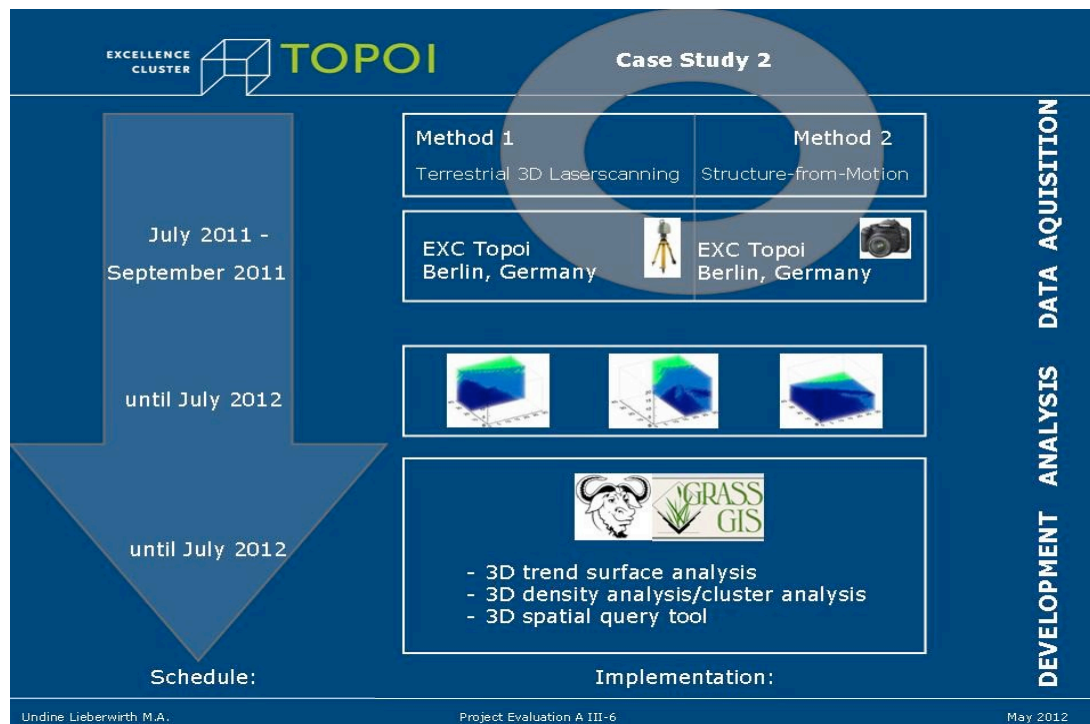 EXCELLENCE
CLUSTER
TOPOI
Case Study 2
Method 1
Method 2
Terrestrial 3D Laserscanning
Structure-from-Motion
July 2011 -
September 2011
EXC Topoi
Berlin, Germany
EXC Topoi
Berlin, Germany
DATA AQUISITION
until July 2012
ANALYSIS
GRASS
GIS
until July 2012
- 3D trend surface analysis
- 3D density analysis/cluster analysis
- 3D spatial query tool
DEVELOPMENT
Schedule:
Implementation:
Undine Lieberwirth M.A.
Project Evaluation A III-6
May 2012